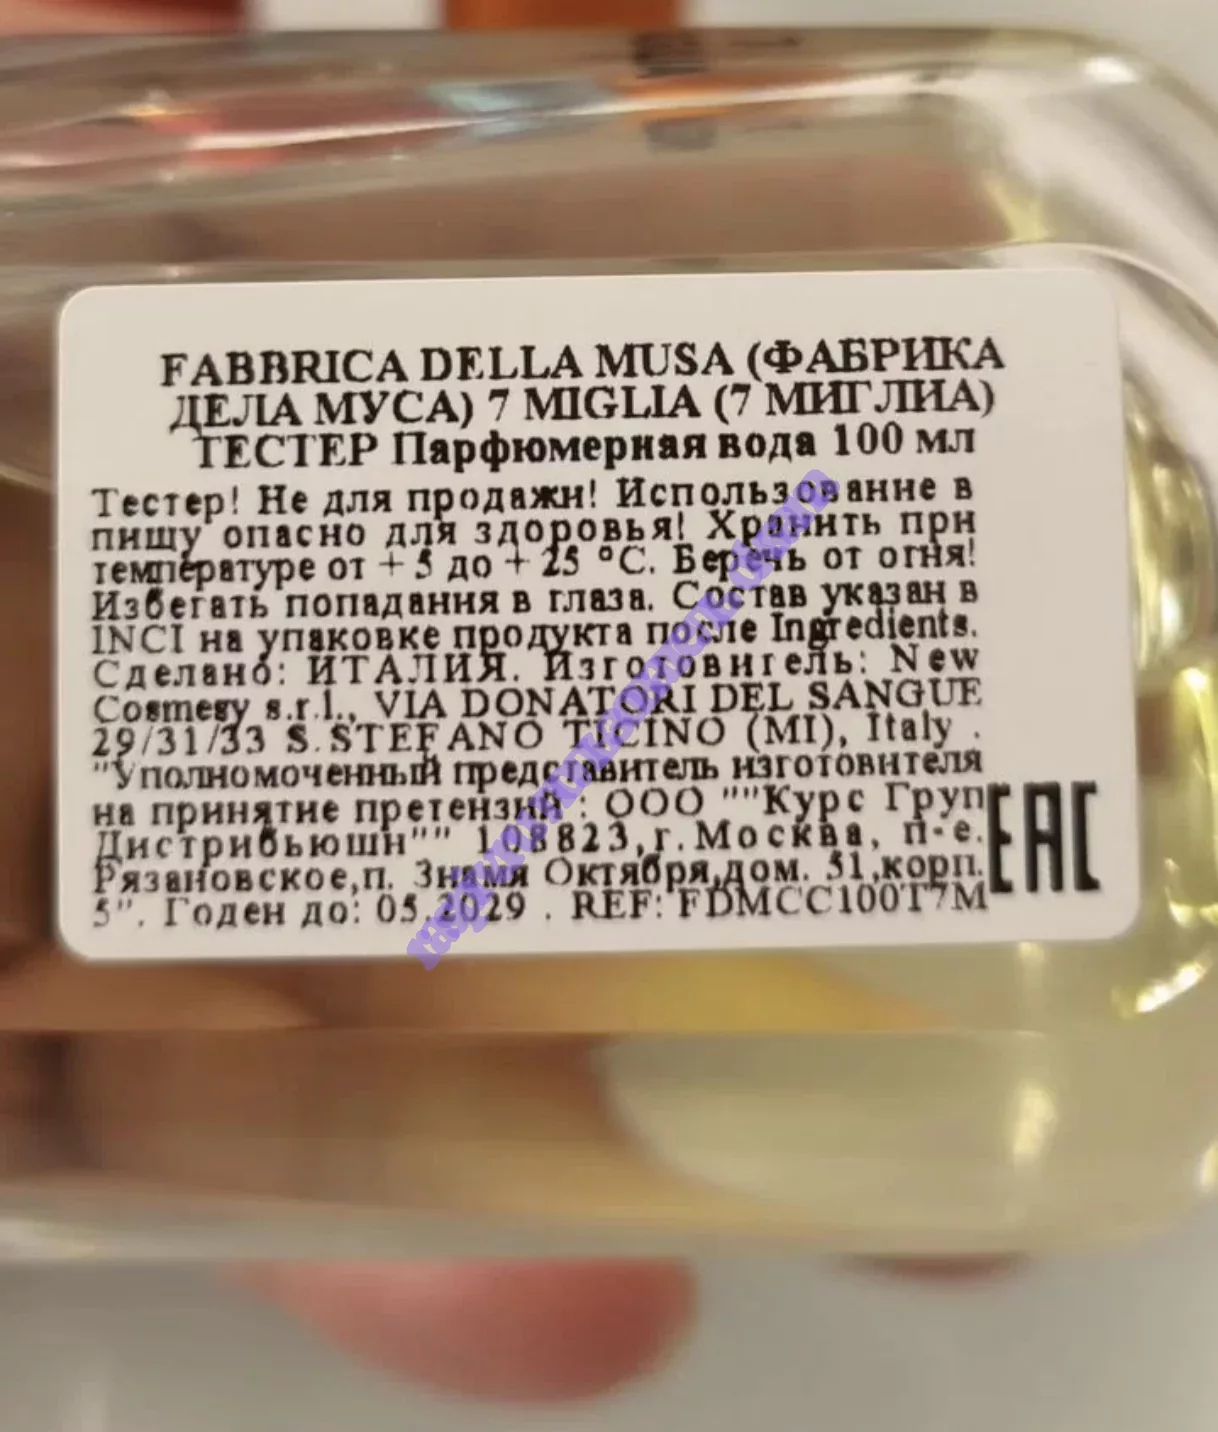 FABBRICA DELLA MUSA (ФАБРИКА
ДЕЛА МУСА) 7 MIGLIA (7 МИГЛИА)
ТЕСТЕР Парфюмерная вода 100 мл
Тестер! Не для продажи! Использование в
пищу опасно для здоровья! Хранить при
температуре от + 5 до + 25 °C. Беречь от огня!
Избегать попадания в глаза. Состав указан в
INCI на упаковке продукта после Ingredients.
Сделано: ИТАЛИЯ. Изготовитель: New
Cosmesy s.r.l., VIA DONATORI DEL SANGUE
29/31/33 S.STEFANO TICINO (MI), Italy .
"Уполномоченный представитель изготовителя
на принятие претензий : ООО ""Курс Груп
Дистрибьюшн"" 108823,г.Москва, п-е.
Рязановское,п. Знамя Октября,дом. 31,корп.
5". Годен до: 05.2029 . REF: FDMCC100T7M
EAC